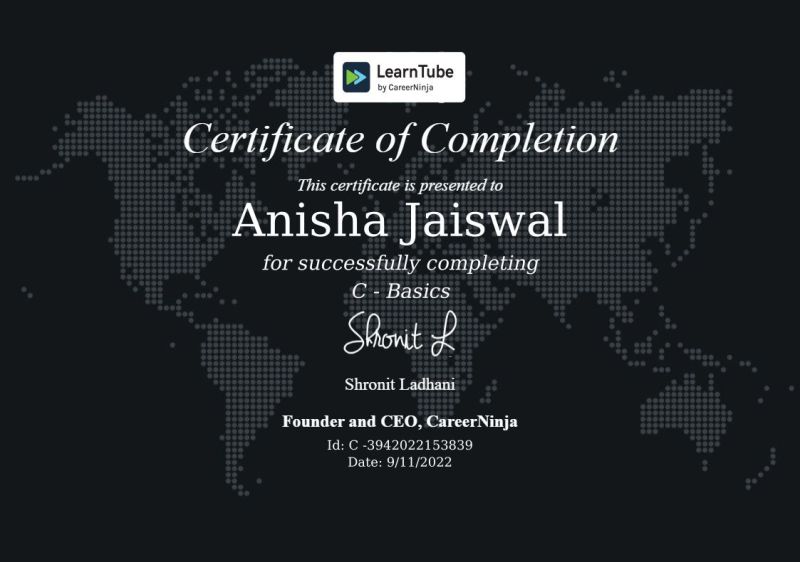 LearnTube
by CareerNinja
Certificate of Completion
This certificate is presented to
Anisha Jaiswal
for successfully completing
C - Basics
Shronit L
Shronit Ladhani
Founder and CEO, CareerNinja
Id: C -3942022153839
Date: 9/11/2022